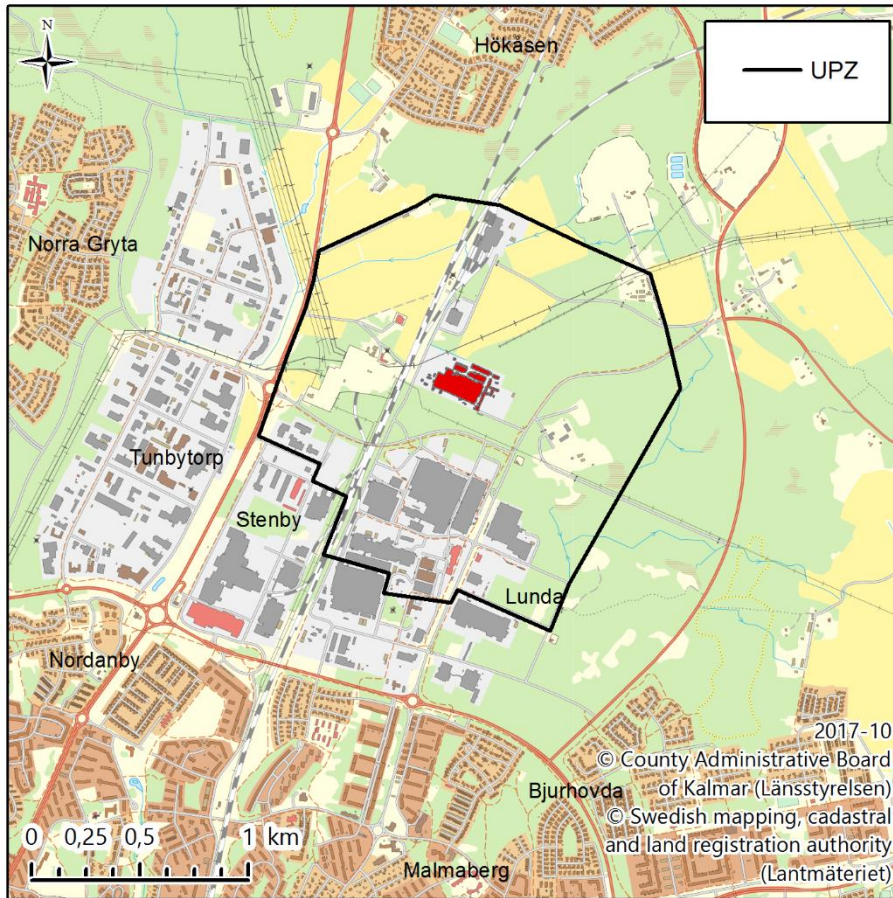 Hökåsen
UPZ
Norra Gryta
Tunbytorp
Stenby
Lunda
Nordanby
2017-10
© County Administrative Board
of Kalmar (Länsstyrelsen)
Bjurhovda
© Swedish mapping, cadastral
and land registration authority
(Lantmäteriet)
0 0,25 0,5 1 km
Malmaberg